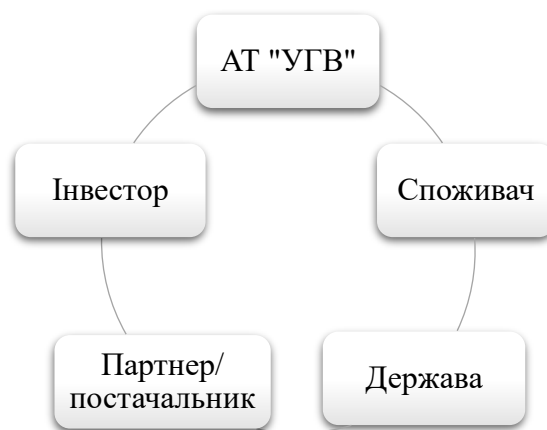 АТ "УГВ"
Інвестор
Споживач
Партнер/
постачальник
Держава